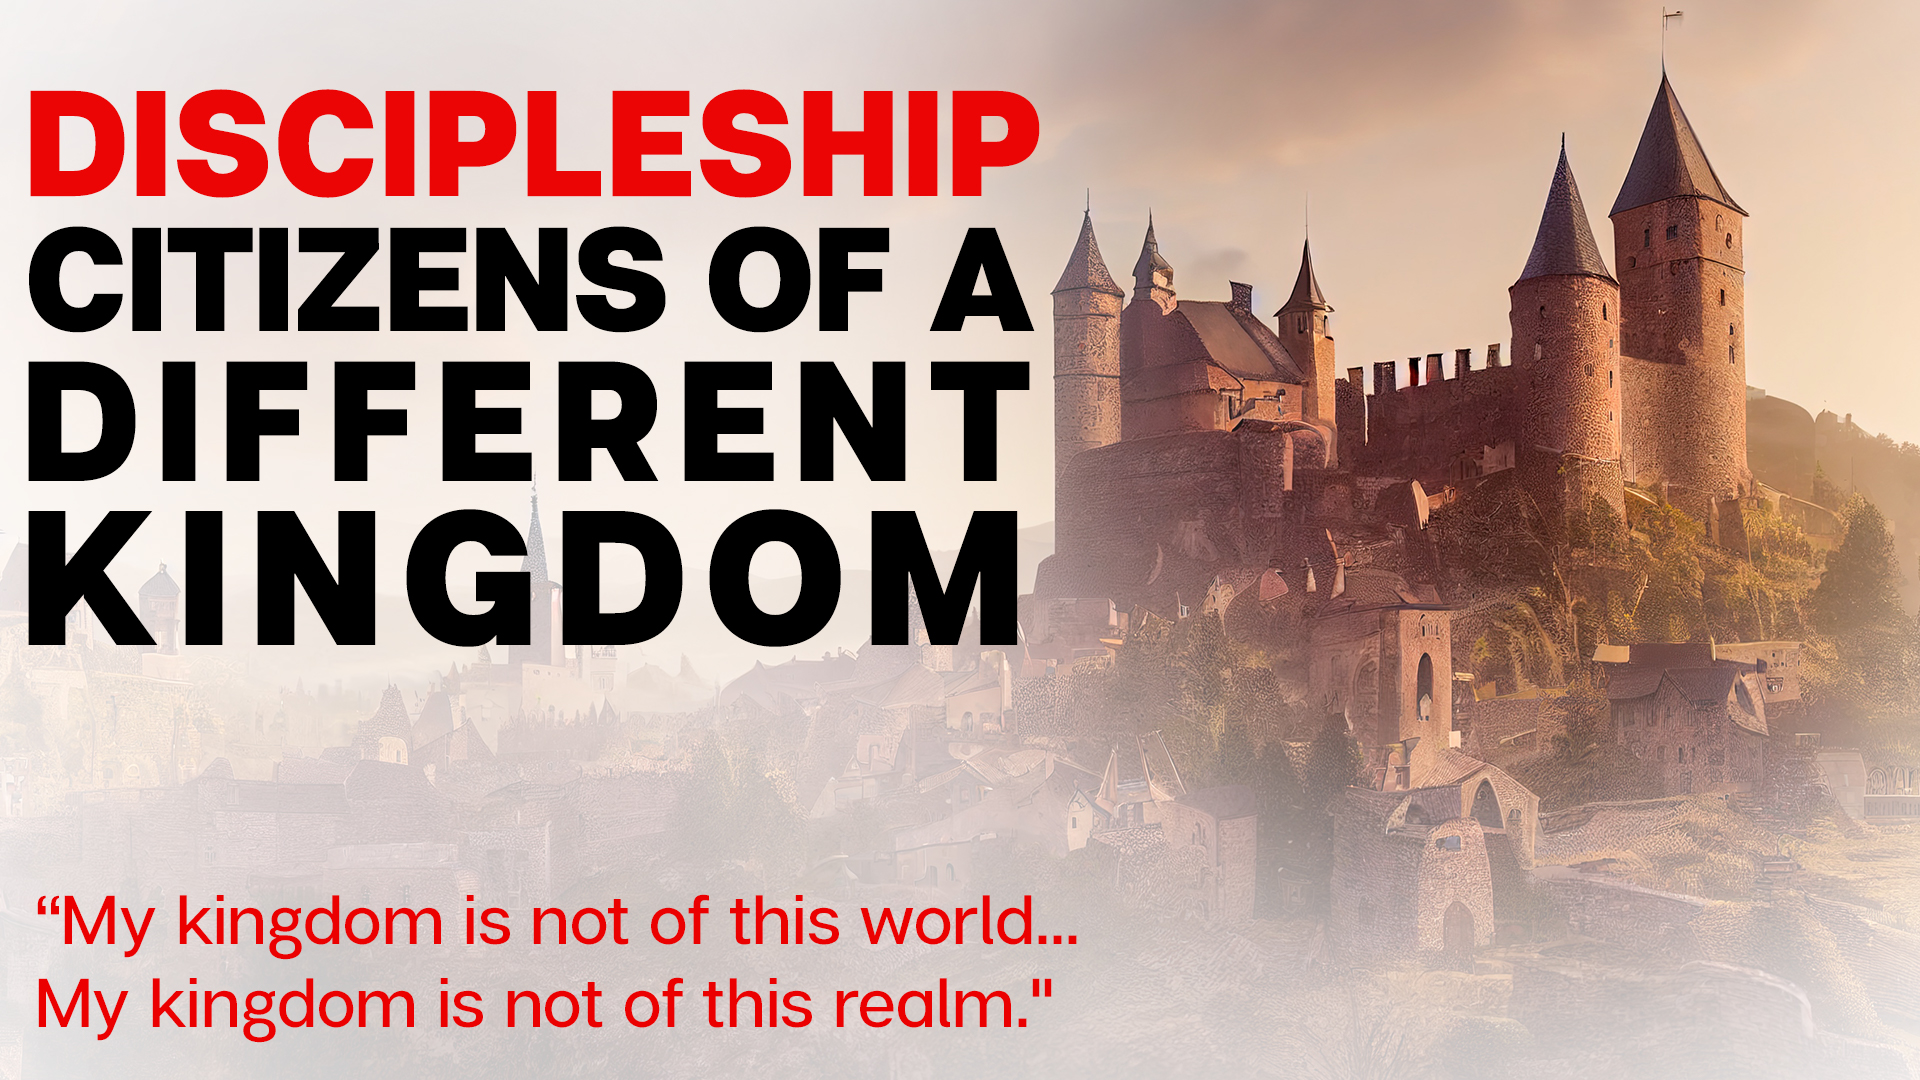 DISCIPLESHIP
CITIZENS OF A
DIFFERENT
KINGDOM
“My kingdom is not of this world...
My kingdom is not of this realm."